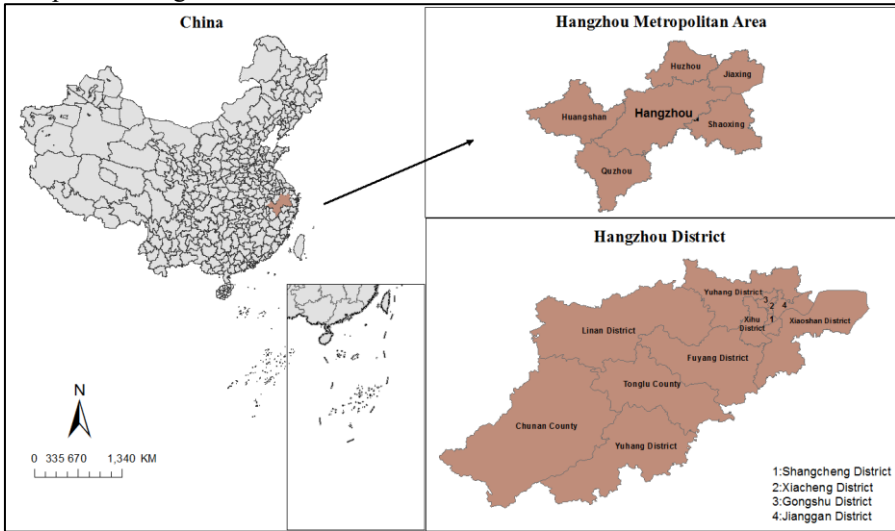 China
N
0 335 670 1,340 KM
Hangzhou Metropolitan Area
Huzhou
Jiaxing
Huangshan
Hangzhou
Shaoxing
Quzhou
Hangzhou District
Yuhang District
3
2
4
1
Xihu
District
Xiaoshan District
Linan District
Fuyang District
Tonglu County
Chunan County
Yuhang District
1:Shangcheng District
2:Xiacheng District
3:Gongshu District
4:Jianggan District